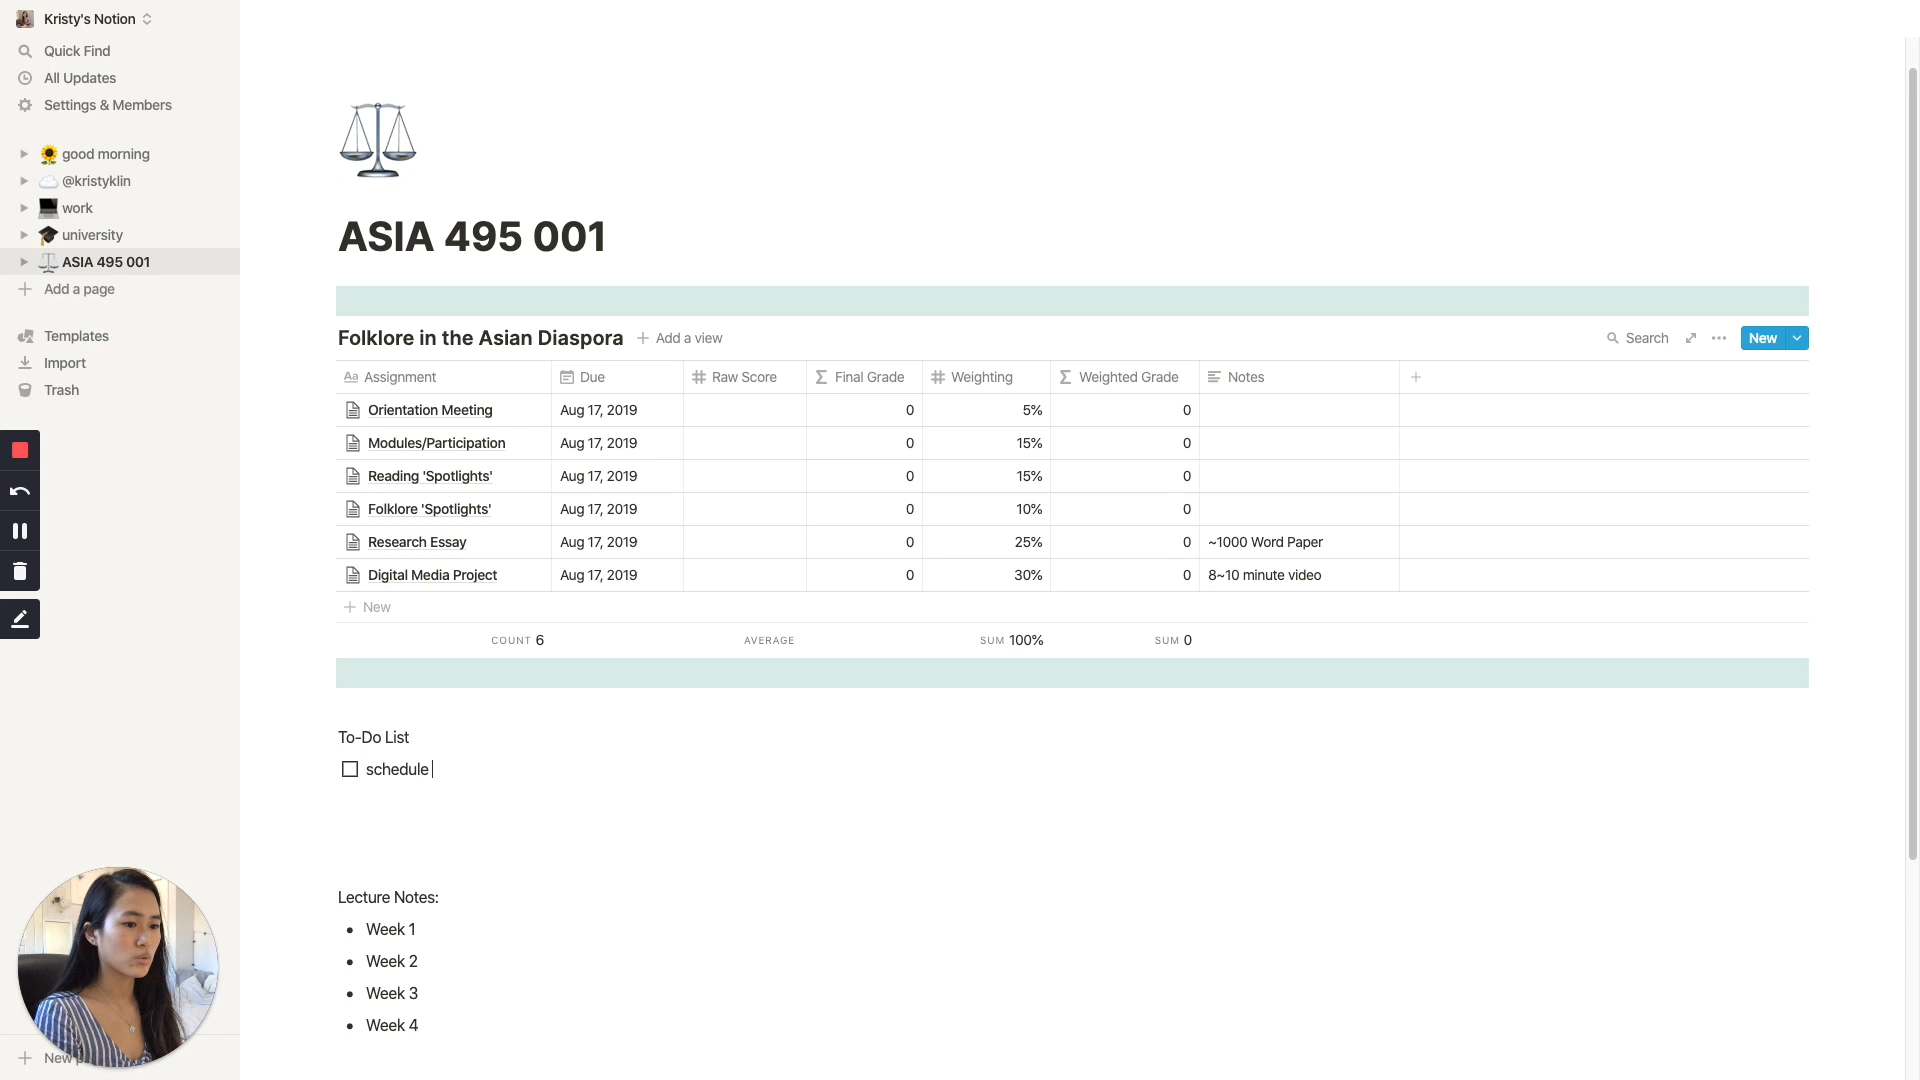 Kristy's Notion
Quick Find
All Updates
Settings & Members
good morning
@kristyklin
work
university
ASIA 495 001
Add a page
Templates
Import
Trash
New
ASIA 495 001
Folklore in the Asian Diaspora Add a view Search New
Aa Assignment Due Raw Score Final Grade Weighting Weighted Grade Notes
Orientation Meeting Aug 17, 2019 0 5% 0
Modules/Participation Aug 17, 2019 0 15% 0
Reading 'Spotlights' Aug 17, 2019 0 15% 0
Folklore 'Spotlights' Aug 17, 2019 0 10% 0
Research Essay Aug 17, 2019 0 25% 0 ~1000 Word Paper
Digital Media Project Aug 17, 2019 0 30% 0 8~10 minute video
New
COUNT 6 AVERAGE SUM 100% SUM 0
To-Do List
schedule
Lecture Notes:
• Week 1
• Week 2
• Week 3
• Week 4